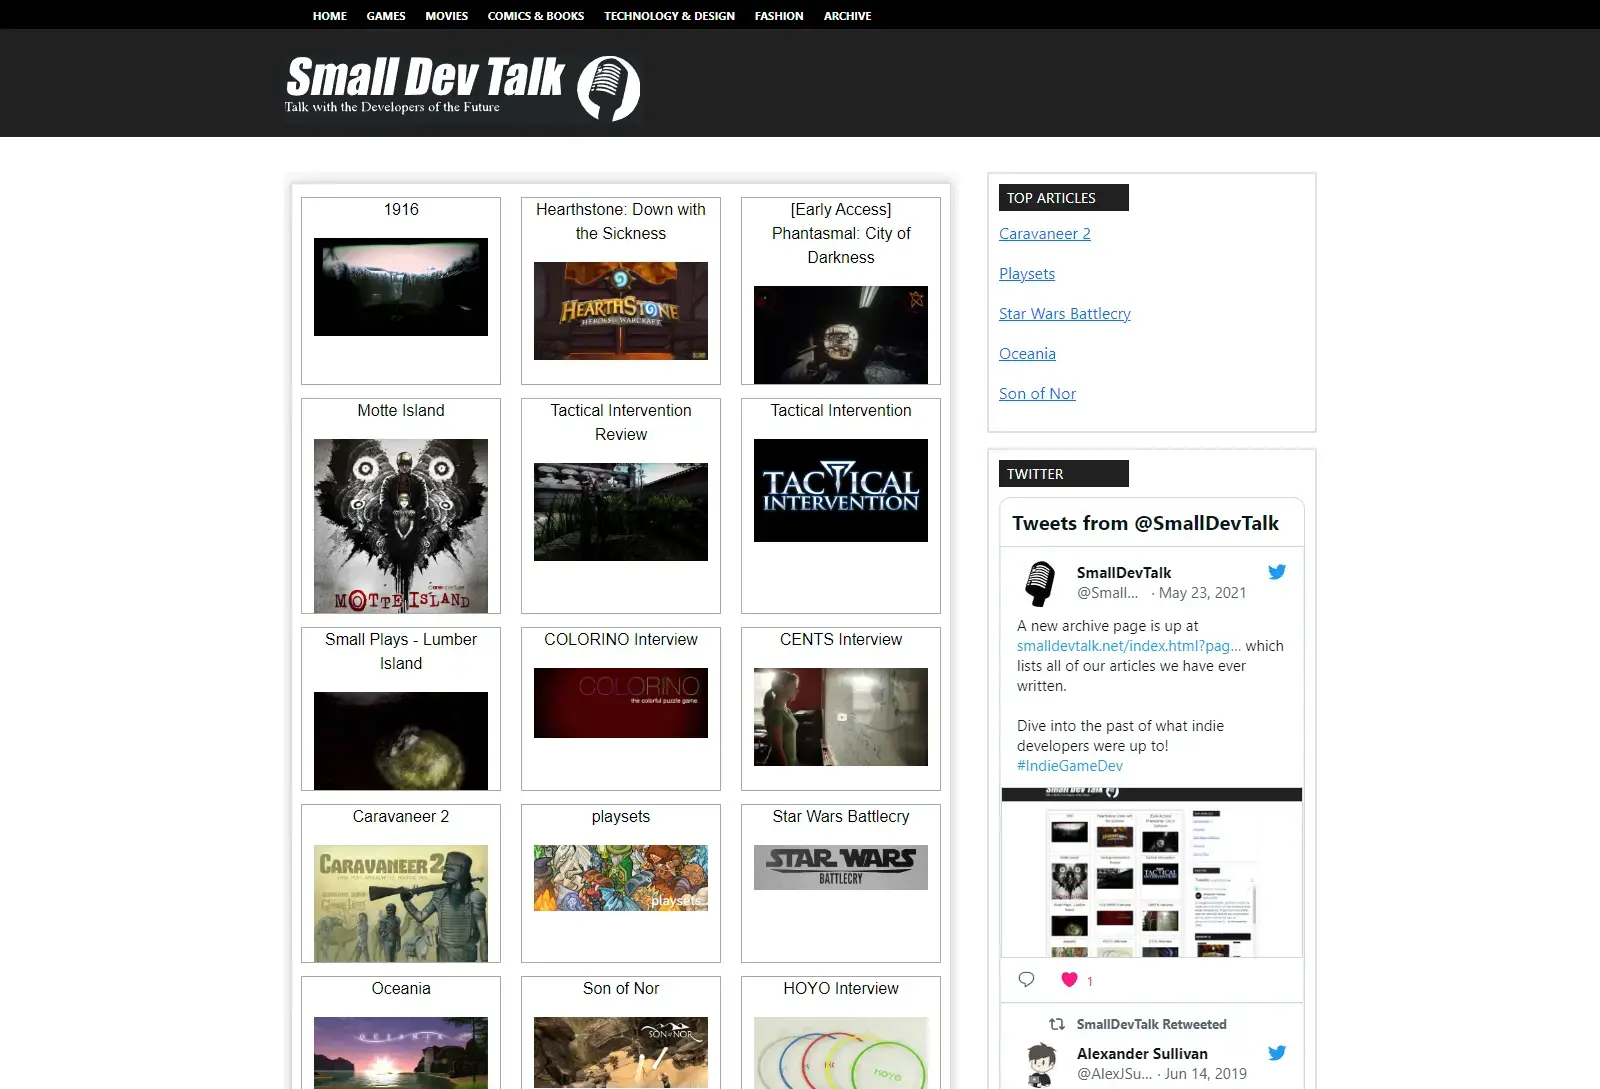 HOME GAMES MOVIES COMICS & BOOKS TECHNOLOGY & DESIGN FASHION ARCHIVE
Small Dev Talk
Talk with the Developers of the Future
1916
Hearthstone: Down with
the Sickness
HEARTHSTONE
HEROES OF WARCRAFT
[Early Access]
Phantasmal: City of
Darkness
Motte Island
MOTTE ISLAND
Tactical Intervention
Review
Tactical Intervention
TACTICAL
INTERVENTION
Small Plays - Lumber
Island
COLORINO Interview
COLORINO
the colorful puzzle game
CENTS Interview
Caravaneer 2
CARAVANEER 2
playsets
playsets
Star Wars Battlecry
STAR WARS
BATTLECRY
Oceania
OCEANIA
Son of Nor
SON OF NOR
HOYO Interview
HOYO
TOP ARTICLES
Caravaneer 2
Playsets
Star Wars Battlecry
Oceania
Son of Nor
TWITTER
Tweets from @SmallDevTalk
SmallDevTalk
@Small... · May 23, 2021
A new archive page is up at
smalldevtalk.net/index.html?pag... which
lists all of our articles we have ever
written.
Dive into the past of what indie
developers were up to!
#IndieGameDev
Small Dev Talk
1
SmallDevTalk Retweeted
Alexander Sullivan
@AlexJSu... · Jun 14, 2019